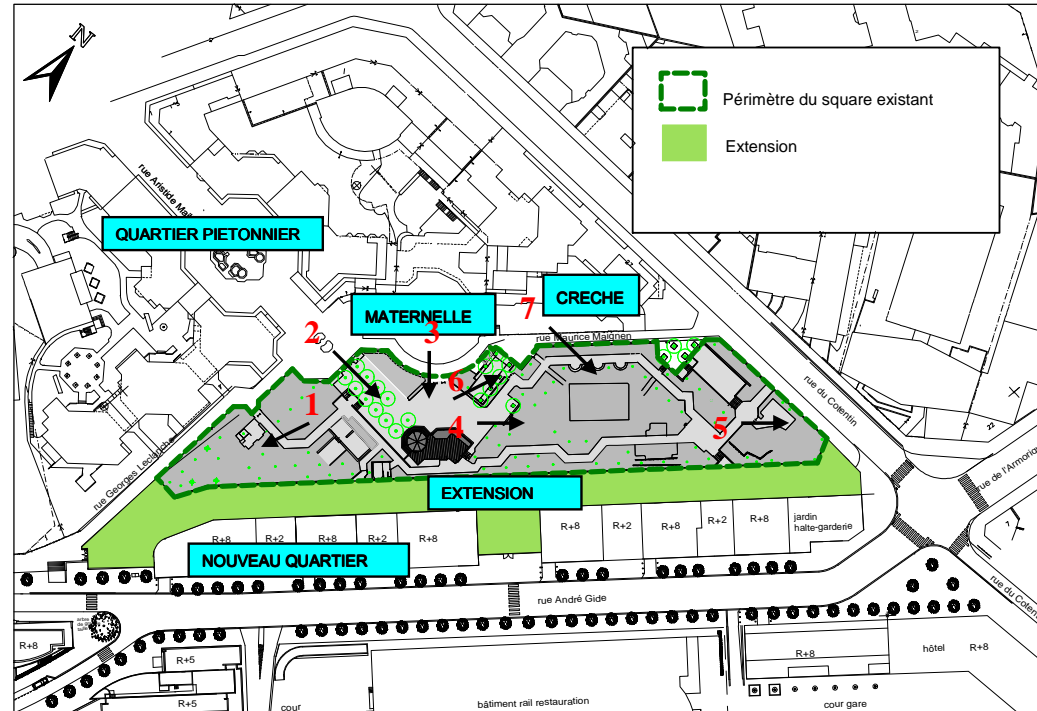 N
Périmètre du square existant
Extension
rue Aristide Mail
QUARTIER PIETONNIER
CRECHE
MATERNELLE
7
2
3
rue Maurice Maignen
6
1
4
5
rue du Cotentin
rue Georges Leclanché
rue de l'Armoriq
EXTENSION
R+8
R+2
R+2
R+8
R+8
R+2
R+8
R+2
R+8
jardin
halte-garderie
NOUVEAU QUARTIER
rue André Gide
rue du Cotentin
R+8
R+5
R+5
cour
bâtiment rail restauration
R+8
hôtel
R+8
cour gare